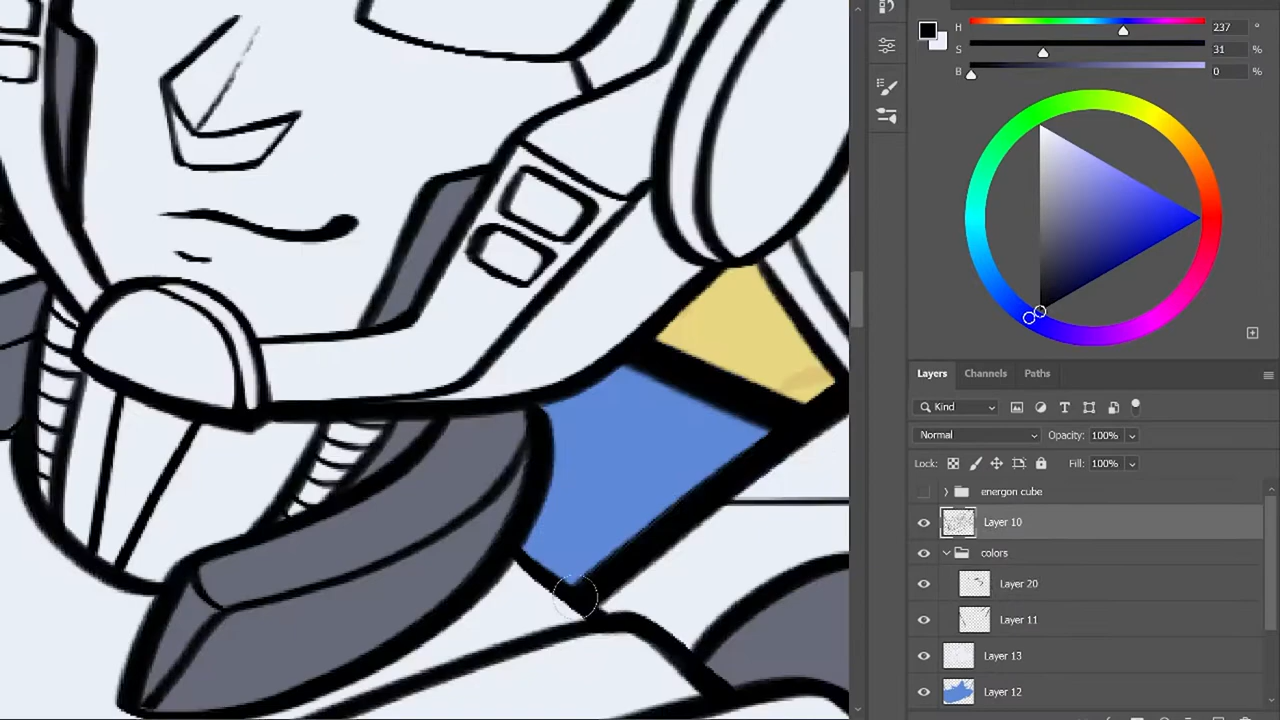 H 237 °
S 31 %
B 0 %
Layers Channels Paths
Kind
Normal Opacity: 100%
Lock: Fill: 100%
energon cube
Layer 10
colors
Layer 20
Layer 11
Layer 13
Layer 12